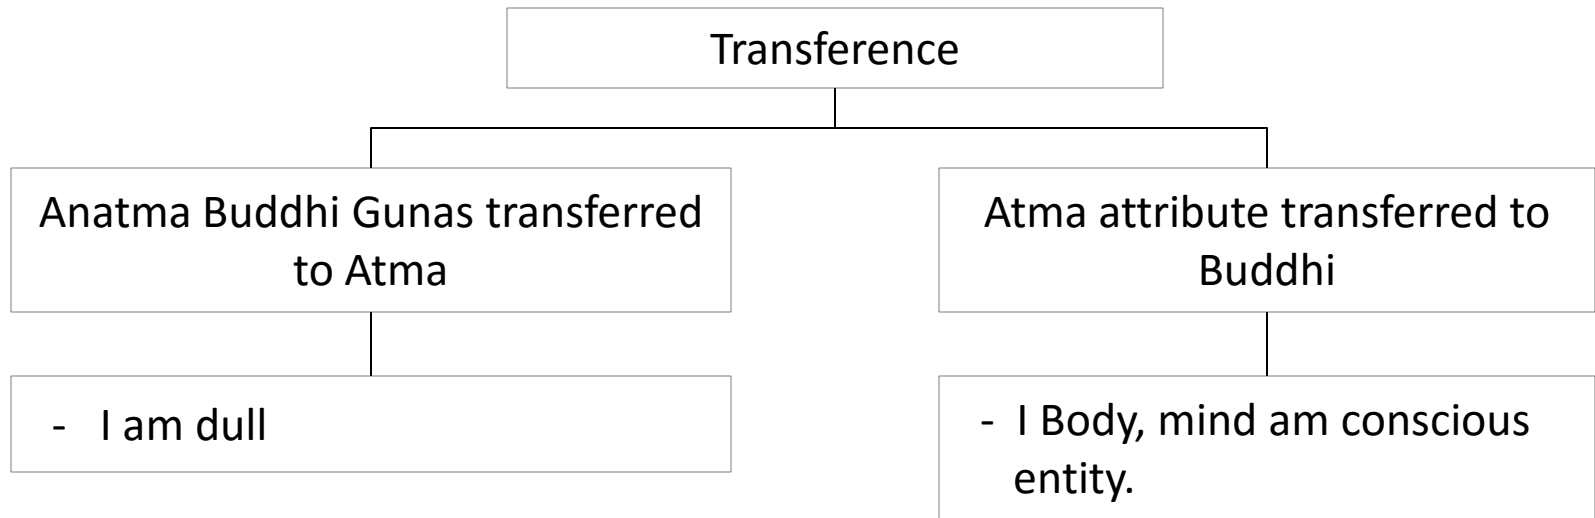 Transference
Anatma Buddhi Gunas transferred
to Atma
Atma attribute transferred to
Buddhi
- I am dull
- I Body, mind am conscious
entity.